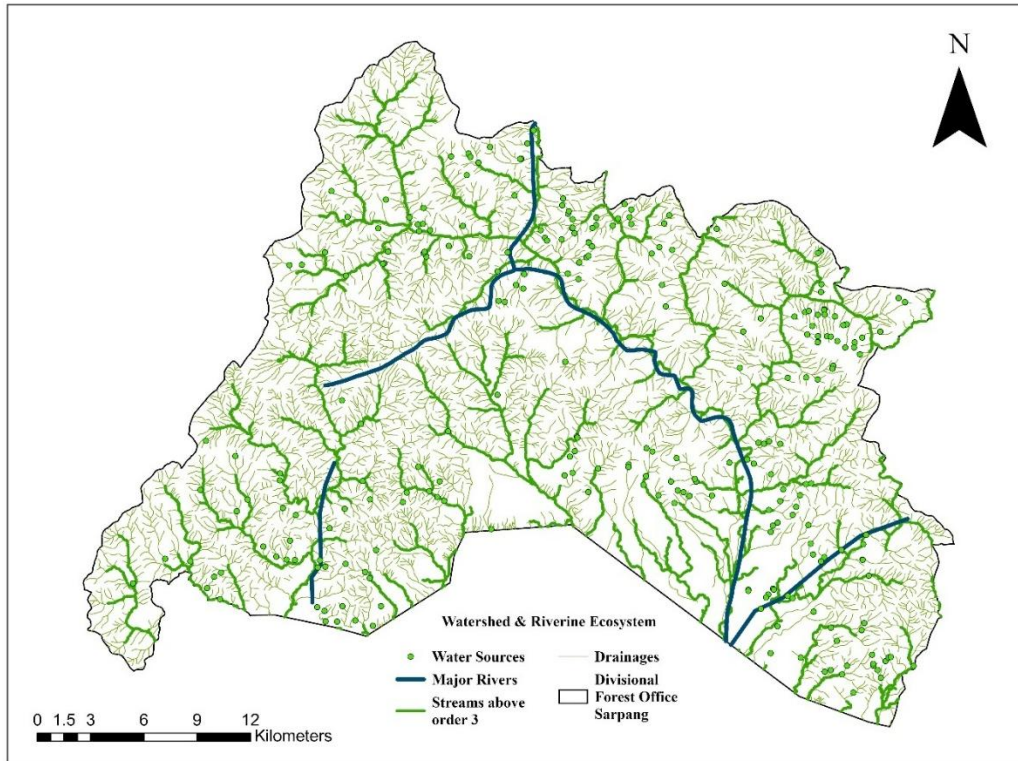 N
Watershed & Riverine Ecosystem
Water Sources
Major Rivers
Streams above
order 3
Drainages
Divisional
Forest Office
Sarpang
0 1.5 3 6 9 12
Kilometers